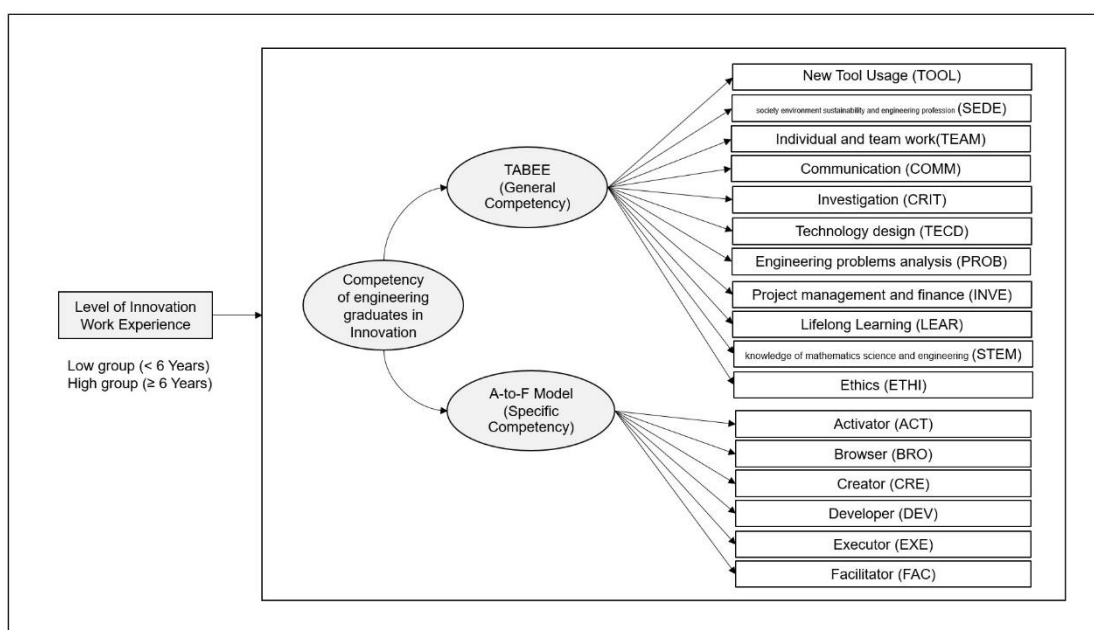 Level of Innovation
Work Experience
Low group (< 6 Years)
High group (≥ 6 Years)
Competency
of engineering
graduates in
Innovation
TABEE
(General
Competency)
A-to-F Model
(Specific
Competency)
New Tool Usage (TOOL)
society environment sustainability and engineering profession (SEDE)
Individual and team work(TEAM)
Communication (COMM)
Investigation (CRIT)
Technology design (TECD)
Engineering problems analysis (PROB)
Project management and finance (INVE)
Lifelong Learning (LEAR)
knowledge of mathematics science and engineering (STEM)
Ethics (ETHI)
Activator (ACT)
Browser (BRO)
Creator (CRE)
Developer (DEV)
Executor (EXE)
Facilitator (FAC)